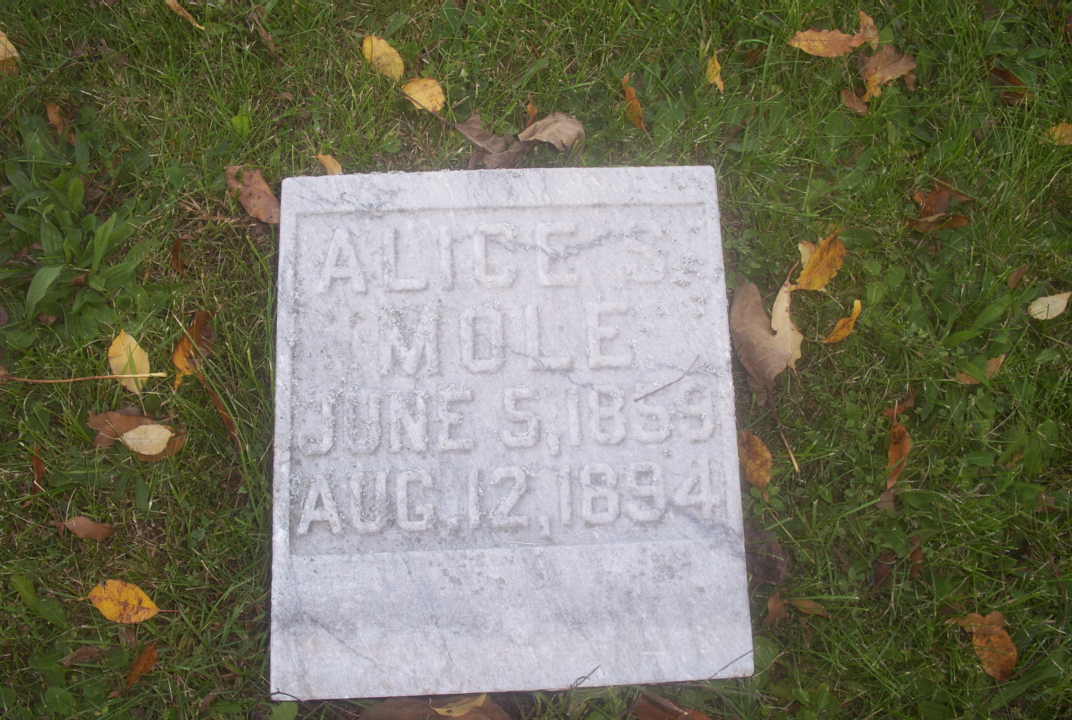 ALICE S.
MOLE
JUNE 5, 1859
AUG. 12, 1894